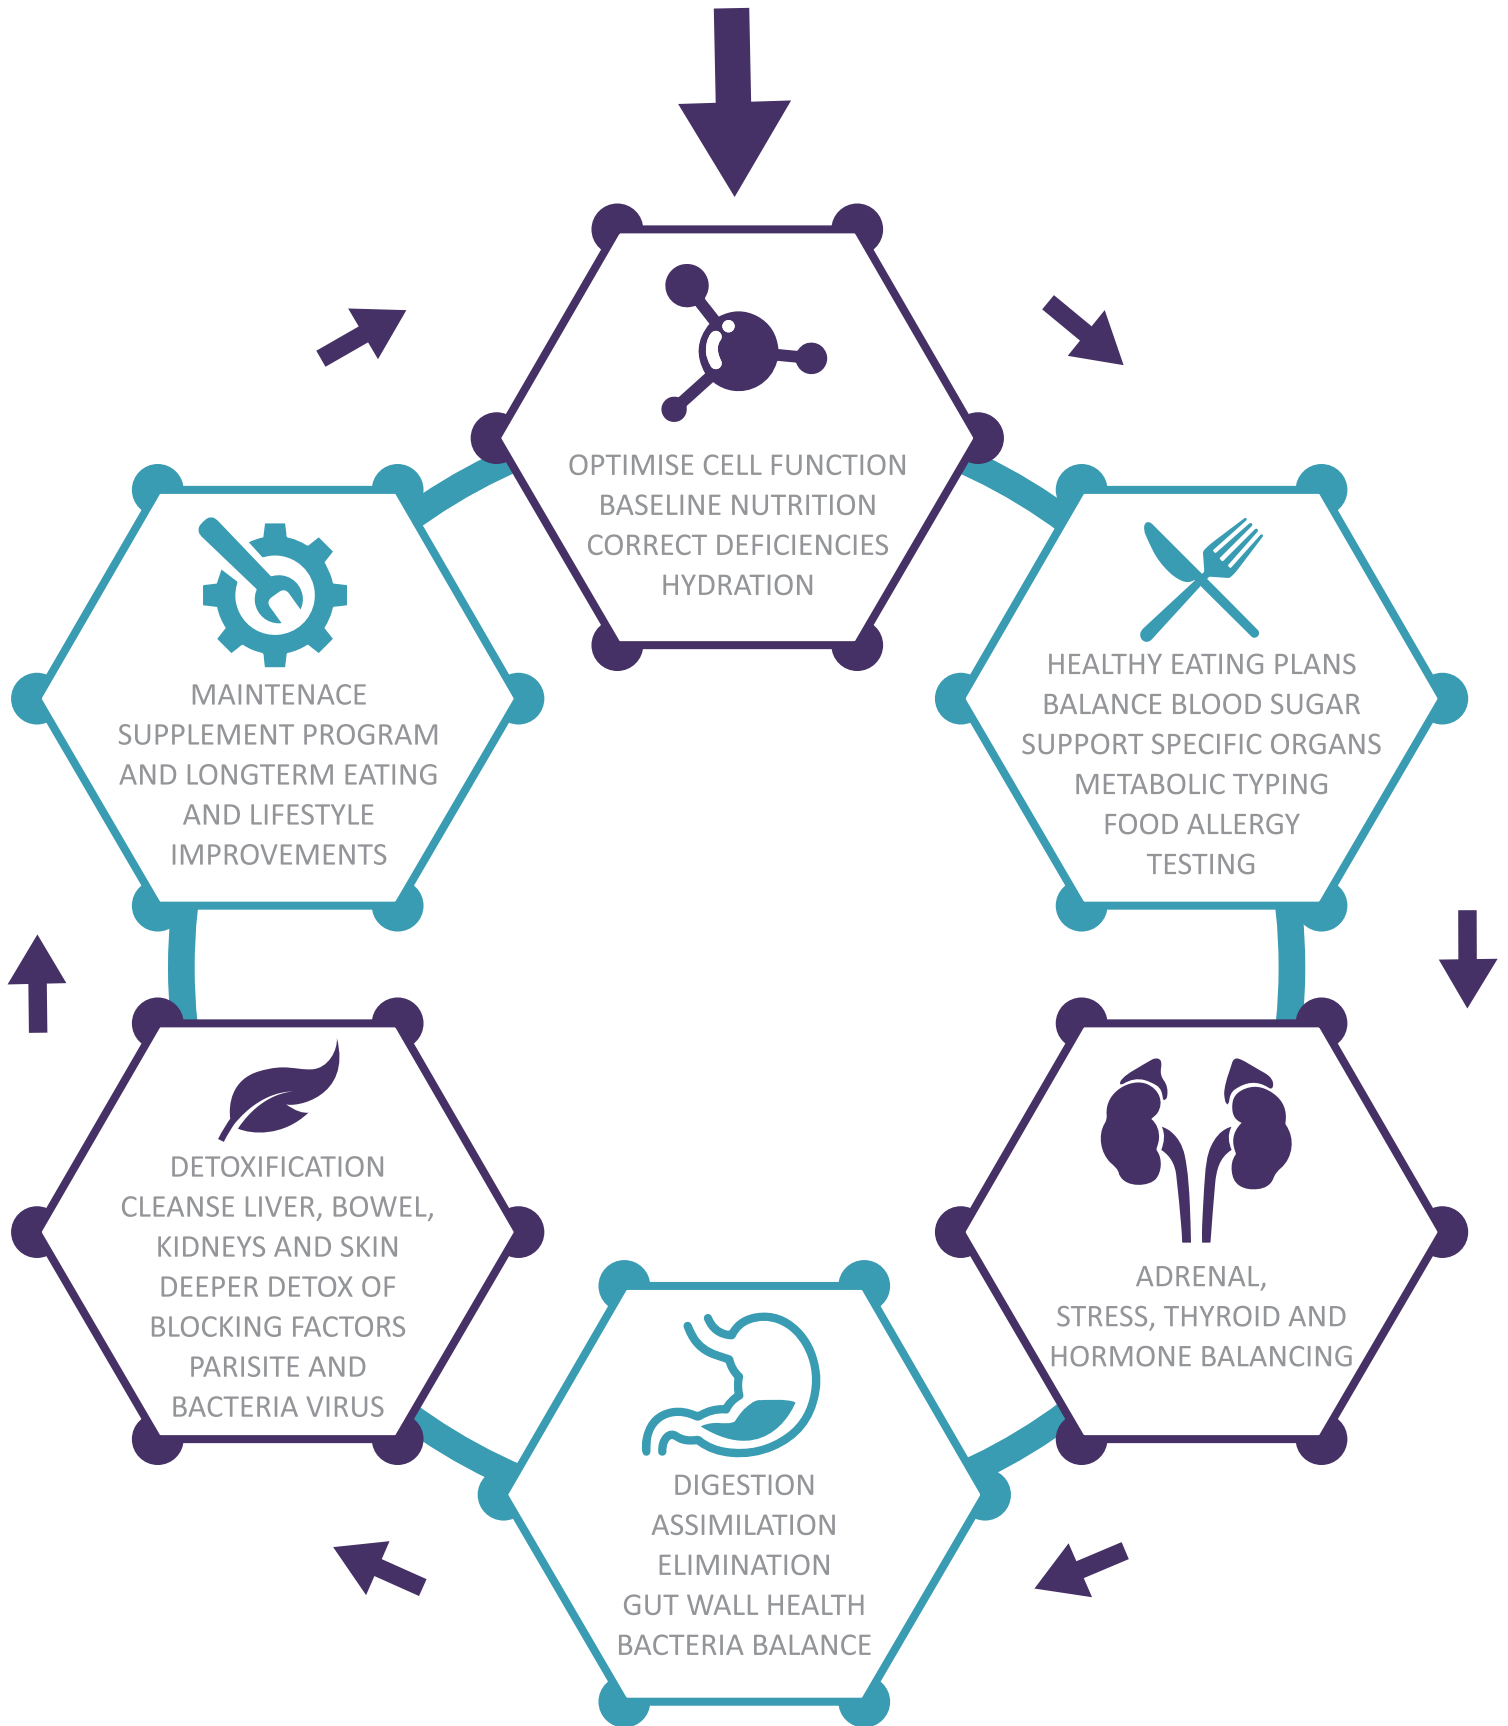 OPTIMISE CELL FUNCTION
BASELINE NUTRITION
CORRECT DEFICIENCIES
HYDRATION
HEALTHY EATING PLANS
BALANCE BLOOD SUGAR
SUPPORT SPECIFIC ORGANS
METABOLIC TYPING
FOOD ALLERGY
TESTING
ADRENAL,
STRESS, THYROID AND
HORMONE BALANCING
DIGESTION
ASSIMILATION
ELIMINATION
GUT WALL HEALTH
BACTERIA BALANCE
DETOXIFICATION
CLEANSE LIVER, BOWEL,
KIDNEYS AND SKIN
DEEPER DETOX OF
BLOCKING FACTORS
PARISITE AND
BACTERIA VIRUS
MAINTENACE
SUPPLEMENT PROGRAM
AND LONGTERM EATING
AND LIFESTYLE
IMPROVEMENTS